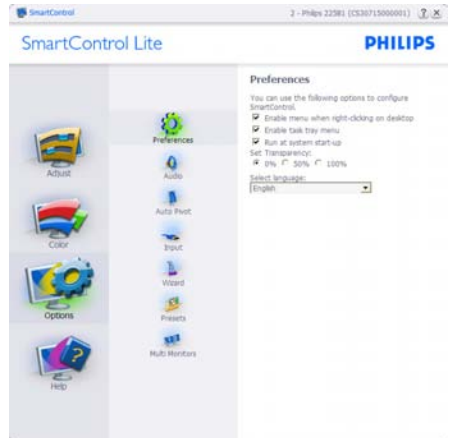 SmartControl
2 - Philips 225B1 (CS30715000001)
? X
SmartControl Lite
PHILIPS
Adjust
Color
Options
Help
Preferences
Audio
Auto Pivot
Input
Wizard
Presets
Multi Monitors
Preferences
You can use the following options to configure
SmartControl.
Enable menu when right-clicking on desktop
Enable task tray menu
Run at system start-up
Set Transparency:
0% 50% 100%
Select language:
English